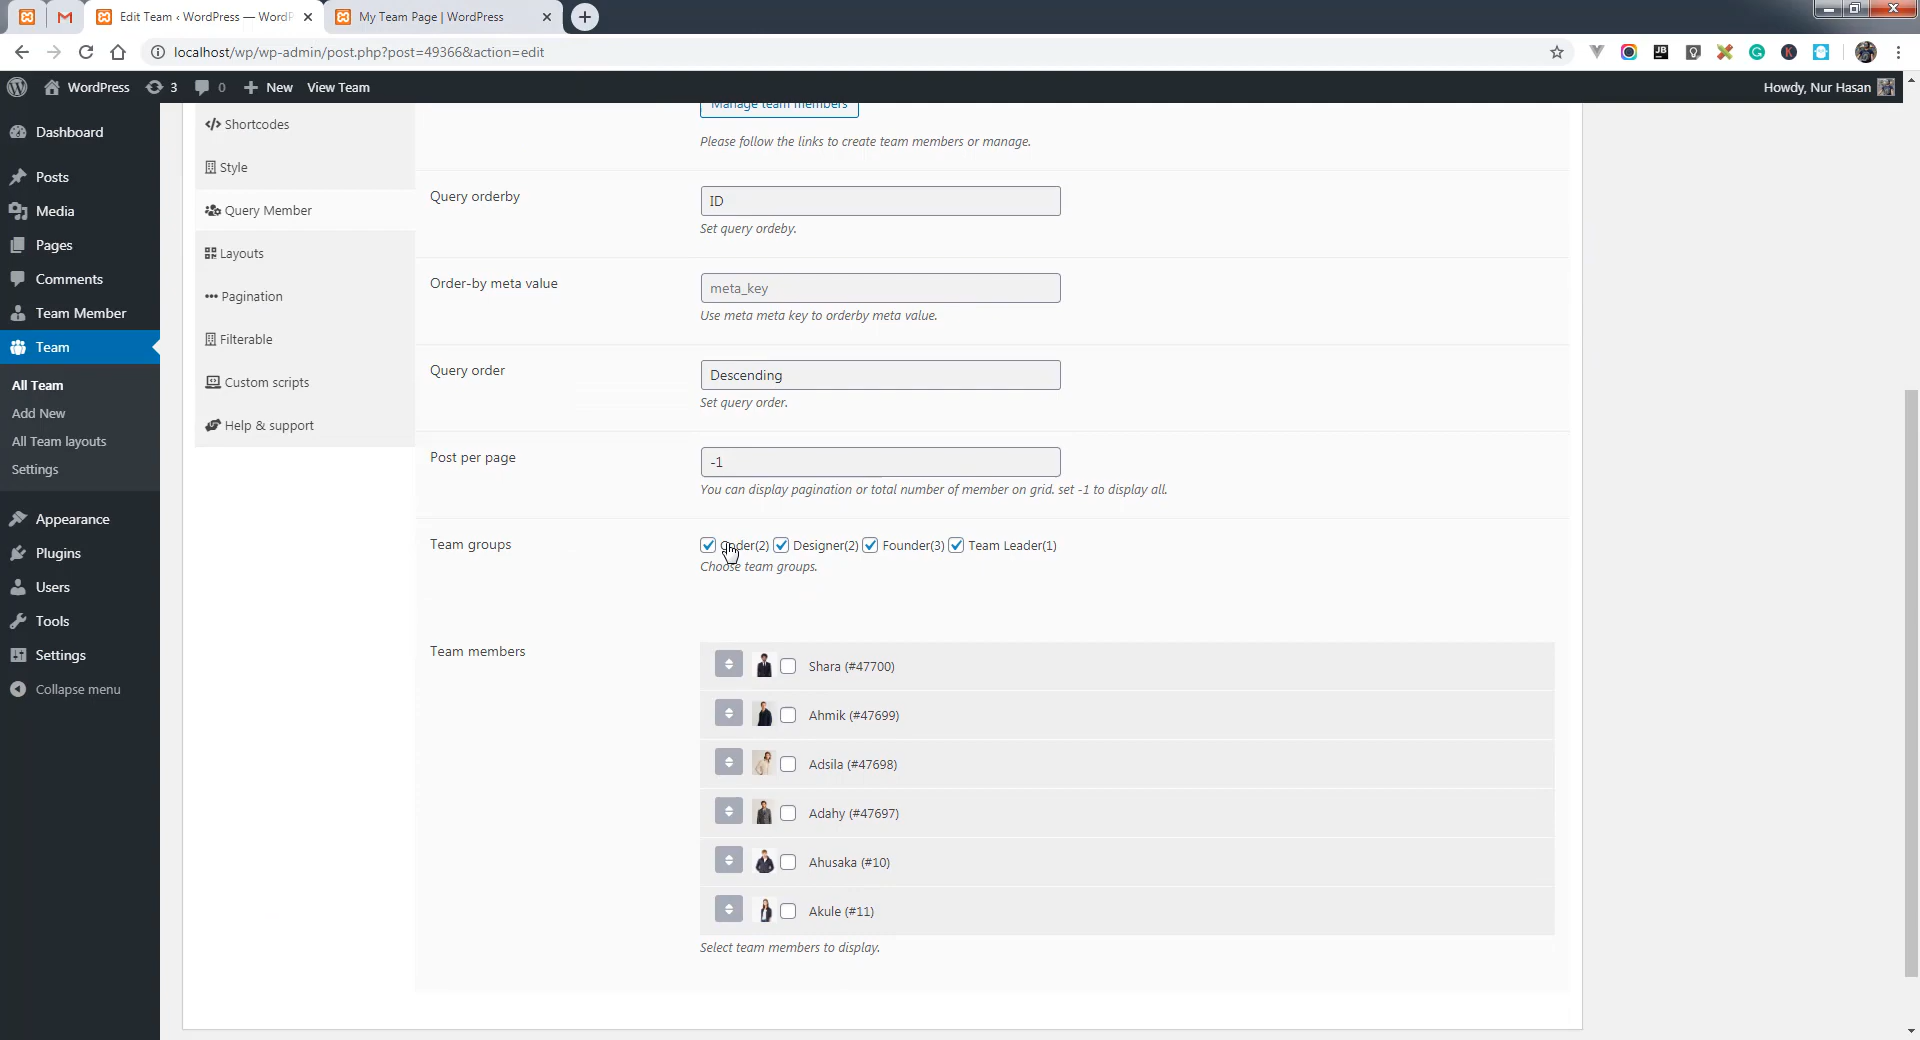 Edit Team ‹ WordPress — WordP
My Team Page | WordPress
localhost/wp/wp-admin/post.php?post=49366&action=edit
WordPress 3 0 New View Team
Howdy, Nur Hasan
Dashboard
Posts
Media
Pages
Comments
Team Member
Team
All Team
Add New
All Team layouts
Settings
Appearance
Plugins
Users
Tools
Settings
Collapse menu
Shortcodes
Style
Query Member
Layouts
Pagination
Filterable
Custom scripts
Help & support
Manage team members
Please follow the links to create team members or manage.
Query orderby
ID
Set query ordeby.
Order-by meta value
meta_key
Use meta meta key to orderby meta value.
Query order
Descending
Set query order.
Post per page
-1
You can display pagination or total number of member on grid. set -1 to display all.
Team groups
Designer(2) Founder(3) Team Leader(1)
Choose team groups.
Team members
Shara (#47700)
Ahmik (#47699)
Adsila (#47698)
Adahy (#47697)
Ahusaka (#10)
Akule (#11)
Select team members to display.